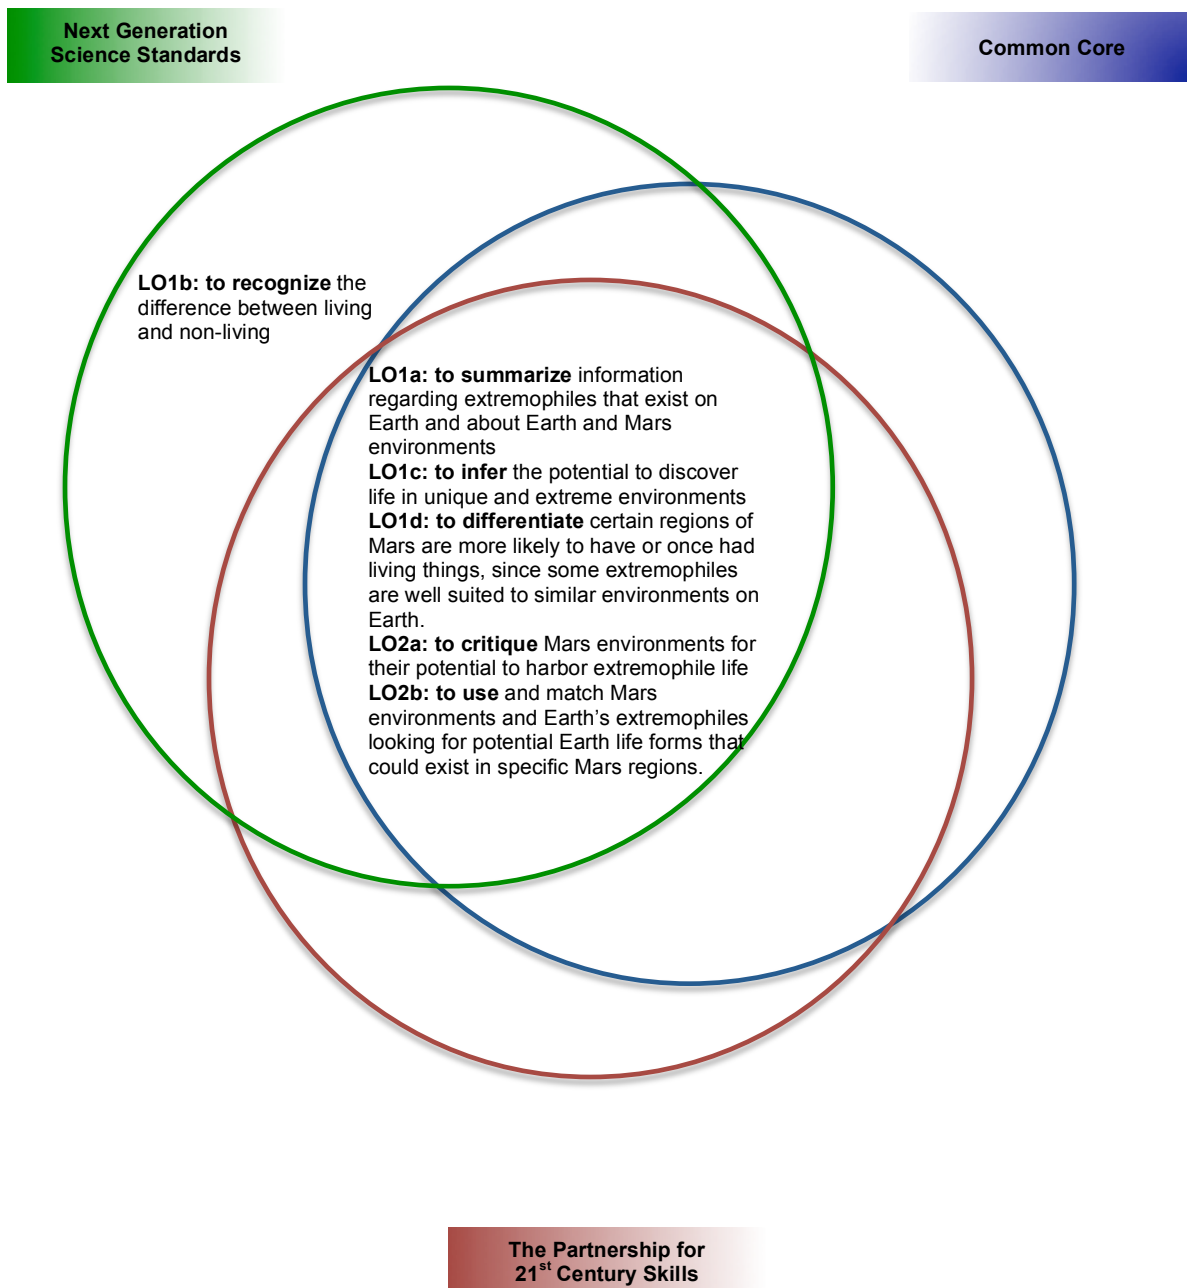 Next Generation
Science Standards
Common Core
LO1b: to recognize the
difference between living
and non-living
LO1a: to summarize information
regarding extremophiles that exist on
Earth and about Earth and Mars
environments
LO1c: to infer the potential to discover
life in unique and extreme environments
LO1d: to differentiate certain regions of
Mars are more likely to have or once had
living things, since some extremophiles
are well suited to similar environments on
Earth.
LO2a: to critique Mars environments for
their potential to harbor extremophile life
LO2b: to use and match Mars
environments and Earth's extremophiles
looking for potential Earth life forms that
could exist in specific Mars regions.
The Partnership for
21st Century Skills